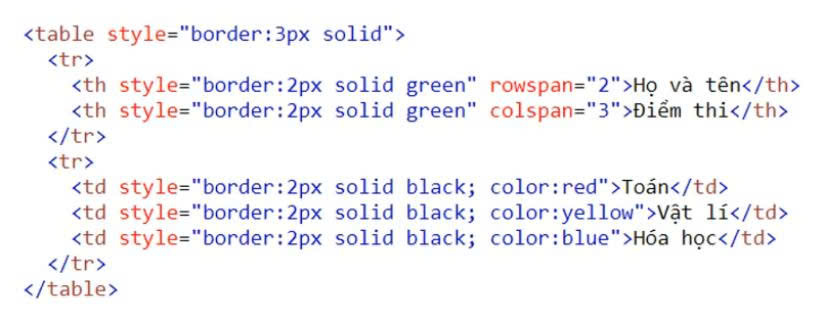 <table style="border:3px solid">
<tr>
<th style="border:2px solid green" rowspan="2">Họ và tên</th>
<th style="border:2px solid green" colspan="3">Điểm thi</th>
</tr>
<tr>
<td style="border:2px solid black; color:red">Toán</td>
<td style="border:2px solid black; color:yellow">Vật lí</td>
<td style="border:2px solid black; color:blue">Hóa học</td>
</tr>
</table>